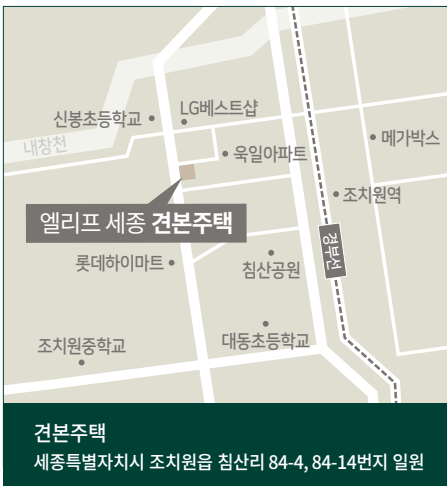 신봉초등학교
LG베스트샵
내창천
욱일아파트
메가박스
조치원역
엘리프 세종 견본주택
경부선
롯데하이마트
침산공원
조치원중학교
대동초등학교
견본주택
세종특별자치시 조치원읍 침산리 84-4, 84-14번지 일원